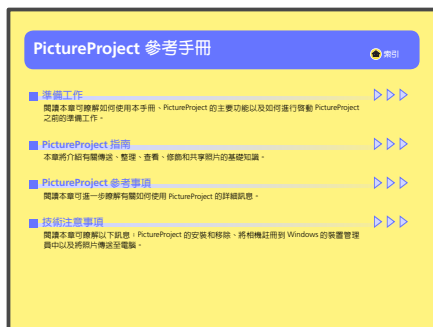 PictureProject 參考手冊
索引
準備工作
閱讀本章可瞭解如何使用本手冊、PictureProject 的主要功能以及如何進行啓動 PictureProject
之前的準備工作。
PictureProject 指南
本章將介紹有關傳送、整理、查看、修飾和共享照片的基礎知識。
PictureProject 參考事項
閱讀本章可進一步瞭解有關如何使用 PictureProject 的詳細訊息。
技術注意事項
閱讀本章可瞭解以下訊息，PictureProject 的安裝和移除、將相機註冊到 Windows 的裝置管理
員中以及將照片傳送至電腦。